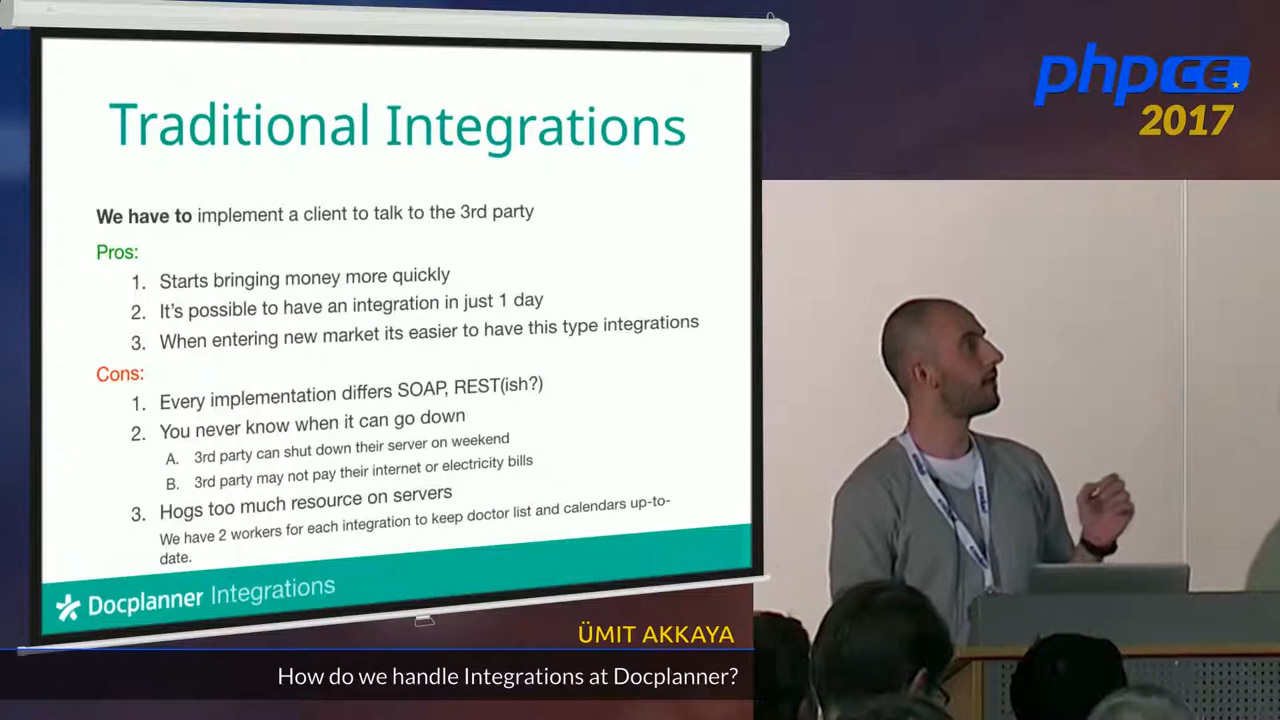 Traditional Integrations
We have to implement a client to talk to the 3rd party
Pros:
1. Starts bringing money more quickly
2. It's possible to have an integration in just 1 day
3. When entering new market its easier to have this type integrations
Cons:
1. Every implementation differs SOAP, REST(ish?)
2. You never know when it can go down
A. 3rd party can shut down their server on weekend
B. 3rd party may not pay their internet or electricity bills
3. Hogs too much resource on servers
We have 2 workers for each integration to keep doctor list and calendars up-to-
date.
Docplanner Integrations
phpCE
2017
ÜMIT AKKAYA
How do we handle Integrations at Docplanner?